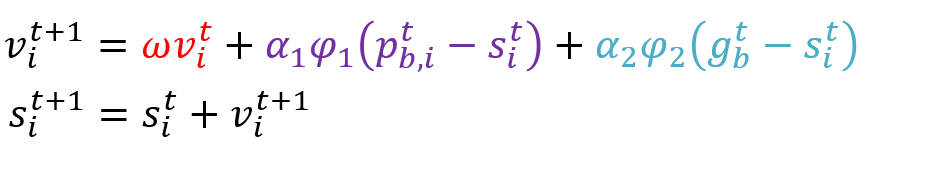 v_i^{t+1} = ωv_i^t + α_1φ_1(p_{b,i}^t − s_i^t) + α_2φ_2(g_b^t − s_i^t)
s_i^{t+1} = s_i^t + v_i^{t+1}